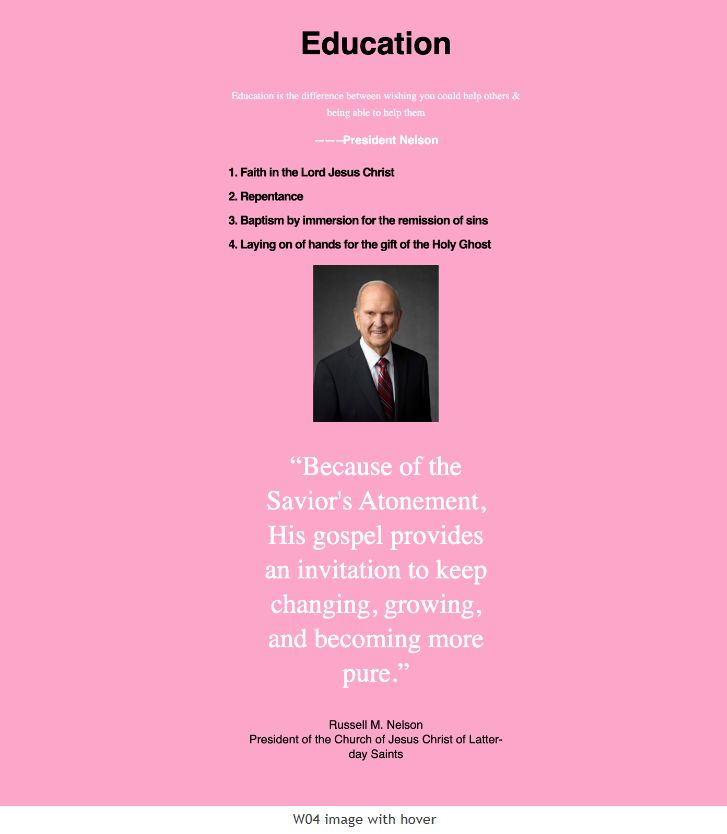 Education
Education is the difference between wishing you could help others &
being able to help them
———President Nelson
1. Faith in the Lord Jesus Christ
2. Repentance
3. Baptism by immersion for the remission of sins
4. Laying on of hands for the gift of the Holy Ghost
“Because of the
Savior's Atonement,
His gospel provides
an invitation to keep
changing, growing,
and becoming more
pure.”
Russell M. Nelson
President of the Church of Jesus Christ of Latter-
day Saints
W04 image with hover